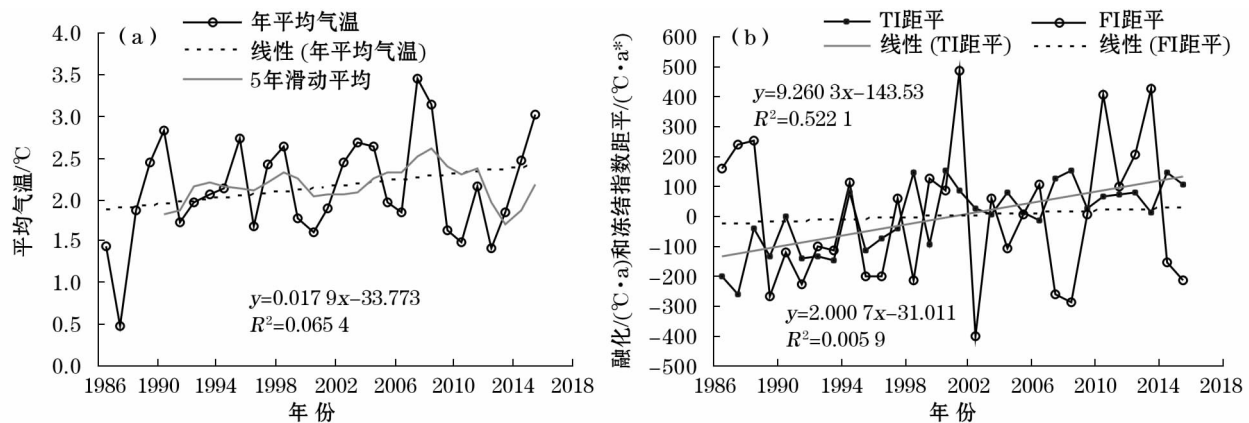 年平均气温
线性 (年平均气温)
5年滑动平均
(a)
4.0
3.5
3.0
2.5
2.0
1.5
1.0
0.5
0.0
平均气温/℃
y=0.017 9x-33.773
R²=0.065 4
1986 1990 1994 1998 2002 2006 2010 2014 2018
年 份
TI距平 FI距平
线性 (TI距平) 线性 (FI距平)
(b)
600
500
400
300
200
100
0
-100
-200
-300
-400
-500
融化/(℃·a)和冻结指数距平/(℃·a*)
y=9.260 3x-143.53
R²=0.522 1
y=2.000 7x-31.011
R²=0.005 9
1986 1990 1994 1998 2002 2006 2010 2014 2018
年 份